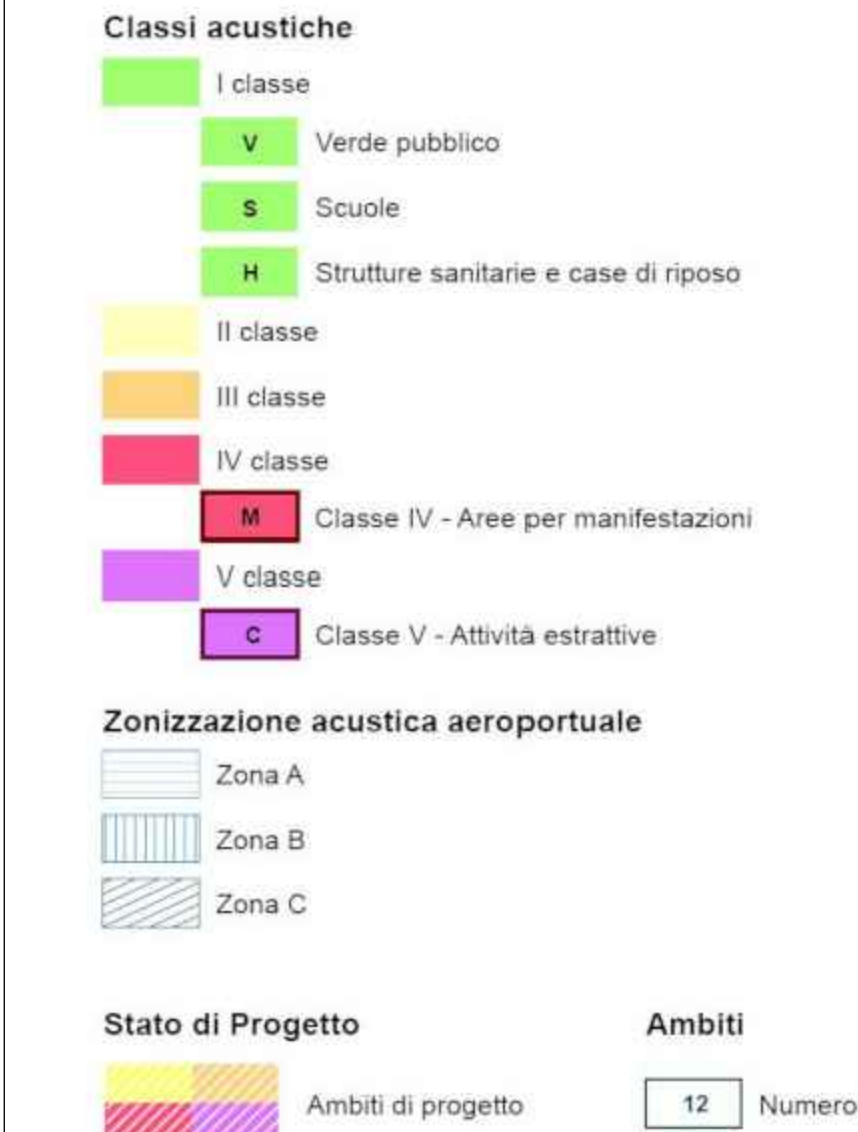 Classi acustiche
I classe
V Verde pubblico
S Scuole
H Strutture sanitarie e case di riposo
II classe
III classe
IV classe
M Classe IV - Aree per manifestazioni
V classe
C Classe V - Attività estrattive
Zonizzazione acustica aeroportuale
Zona A
Zona B
Zona C
Stato di Progetto Ambiti
Ambiti di progetto 12 Numero